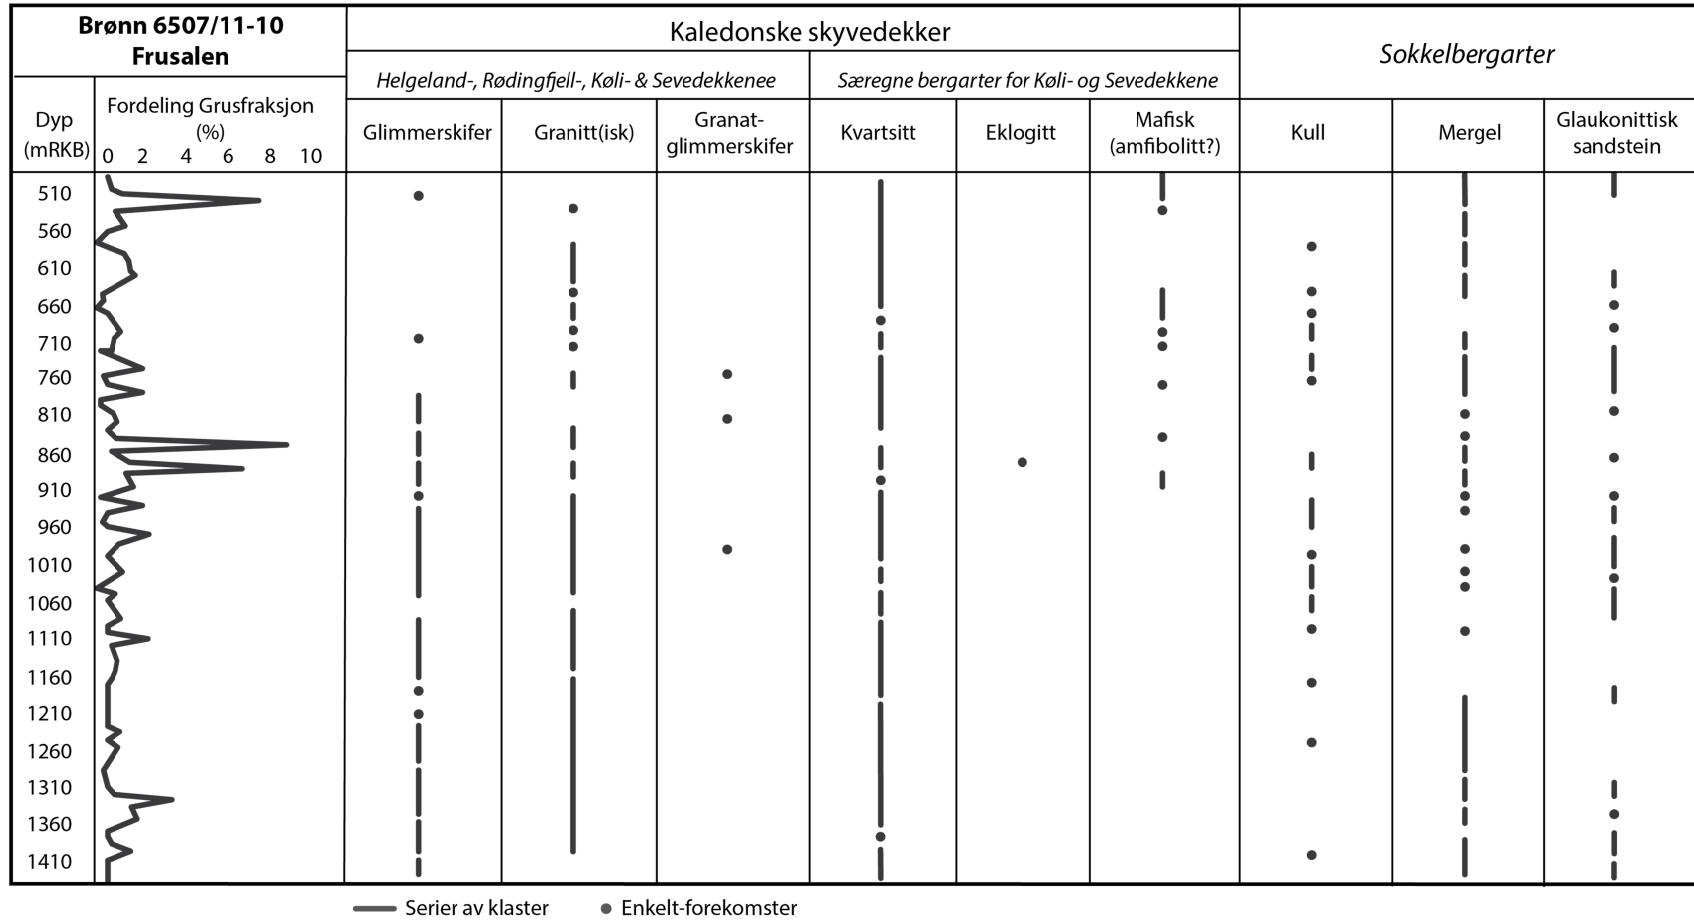 Brønn 6507/11-10
Frusalen
Kaledonske skyvedekker
Sokkelbergarter
Helgeland-, Rødingfjell-, Køli- & Sevedekkenee
Særegne bergarter for Køli- og Sevedekkene
Dyp
(mRKB)
Fordeling Grusfraksjon
(%)
0 2 4 6 8 10
Glimmerskifer
Granitt(isk)
Granat-
glimmerskifer
Kvartsitt
Eklogitt
Mafisk
(amfibolitt?)
Kull
Mergel
Glaukonittisk
sandstein
510
560
610
660
710
760
810
860
910
960
1010
1060
1110
1160
1210
1260
1310
1360
1410
Serier av klaster
Enkelt-forekomster